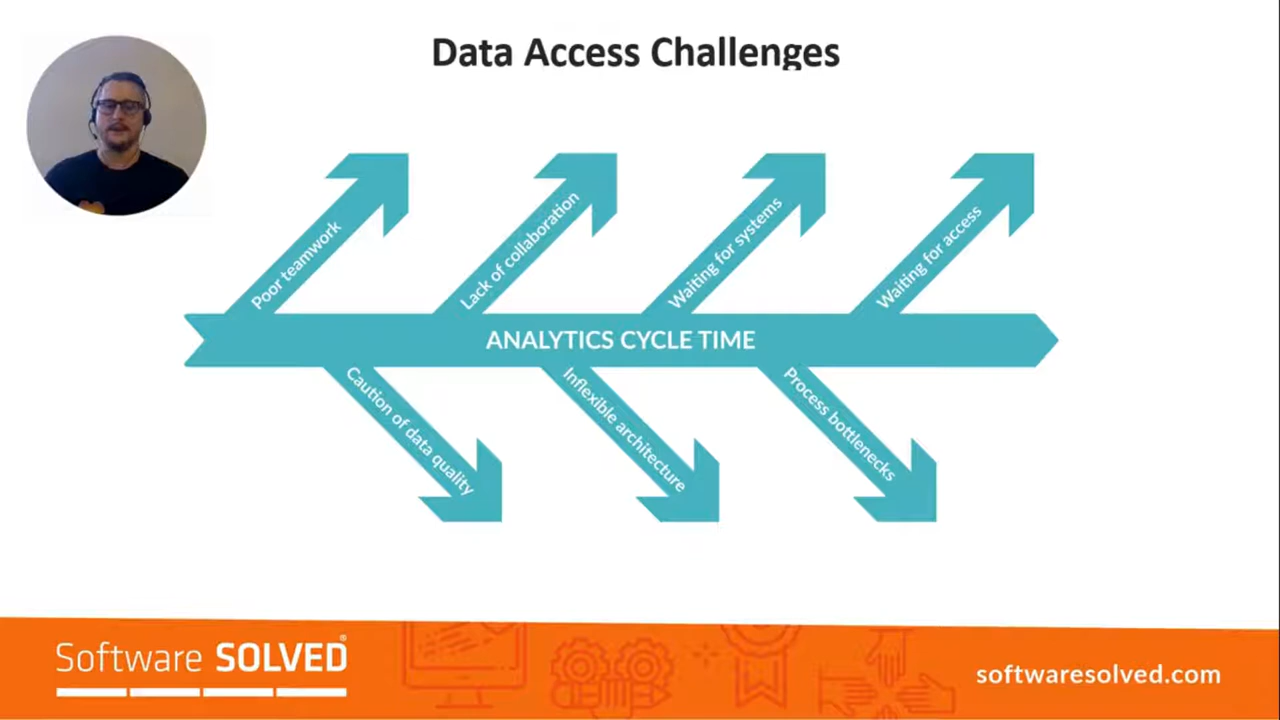 Data Access Challenges
Poor teamwork
Lack of collaboration
Waiting for systems
Waiting for access
ANALYTICS CYCLE TIME
Caution of data quality
Inflexible architecture
Process bottlenecks
Software SOLVED®
softwaresolved.com